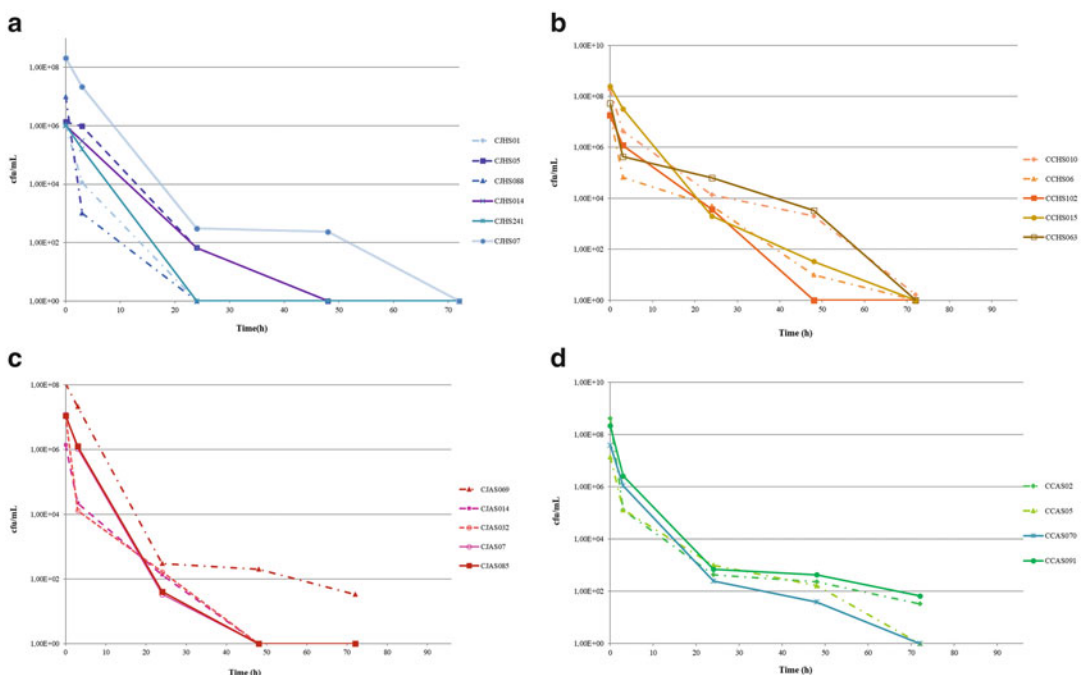 a
1,00E+08
1,00E+06
1,00E+04
1,00E+02
1,00E+00
cfu/mL
0 10 20 30 40 50 60 70
Time(h)
CJHS01
CJHS05
CJHS088
CJHS014
CJHS241
CJHS07
b
1,00E+10
1,00E+08
1,00E+06
1,00E+04
1,00E+02
1,00E+00
cfu/mL
0 10 20 30 40 50 60 70 80 90
Time (h)
CCHS010
CCHS06
CCHS102
CCHS015
CCHS063
c
1,00E+08
1,00E+06
1,00E+04
1,00E+02
1,00E+00
cfu/mL
0 10 20 30 40 50 60 70 80 90
Time (h)
CJAS069
CJAS014
CJAS032
CJAS07
CJAS085
d
1,00E+10
1,00E+08
1,00E+06
1,00E+04
1,00E+02
1,00E+00
cfu/mL
0 10 20 30 40 50 60 70 80 90
Time (h)
CCAS02
CCAS05
CCAS070
CCAS091